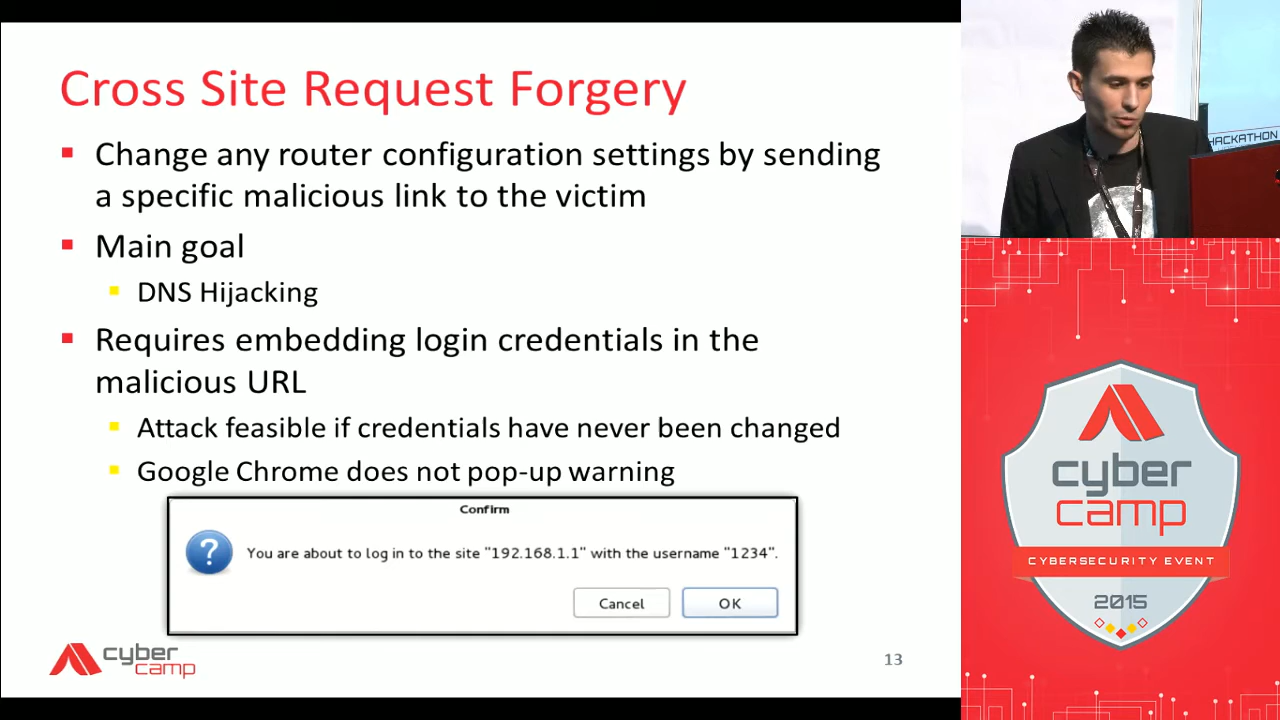 Cross Site Request Forgery
Change any router configuration settings by sending
a specific malicious link to the victim
Main goal
DNS Hijacking
Requires embedding login credentials in the
malicious URL
Attack feasible if credentials have never been changed
Google Chrome does not pop-up warning
Confirm
You are about to log in to the site "192.168.1.1" with the username "1234".
Cancel
OK
cyber
camp
13
HACKATHON
cyber
camp
CYBERSECURITY EVENT
2015